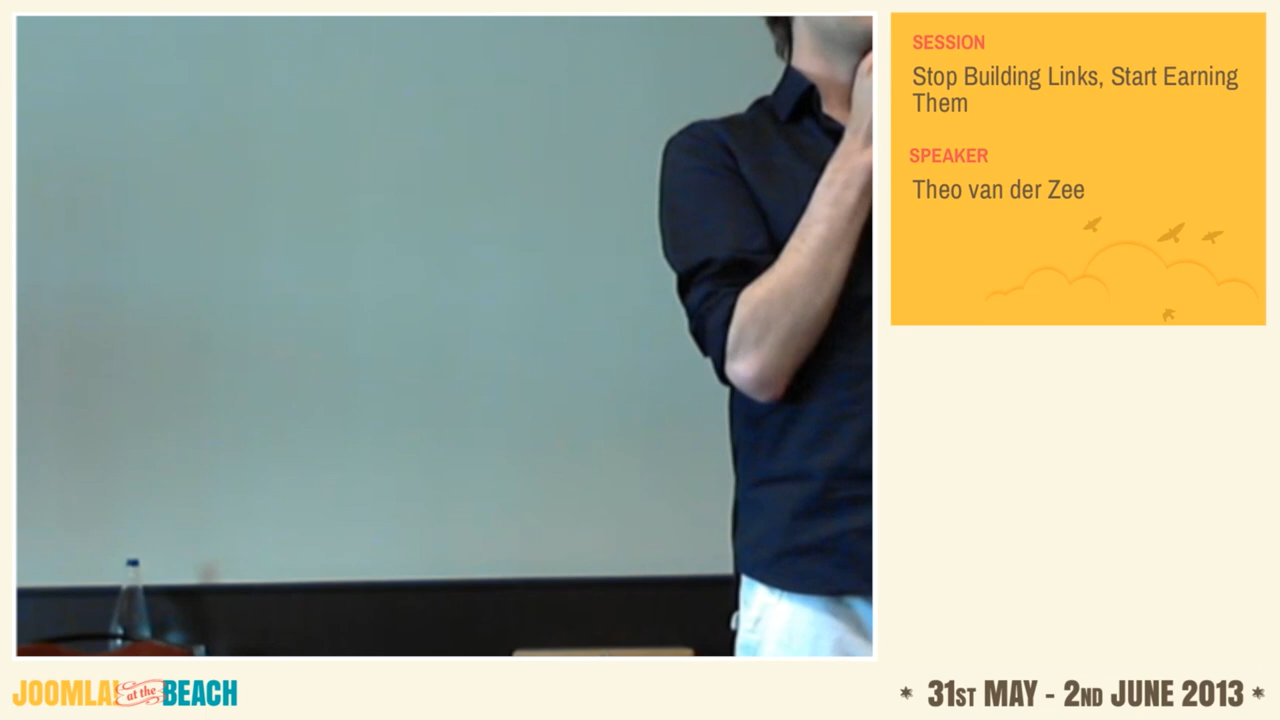 SESSION
Stop Building Links, Start Earning
Them
SPEAKER
Theo van der Zee
JOOMLA! at the BEACH
* 31ST MAY - 2ND JUNE 2013 *